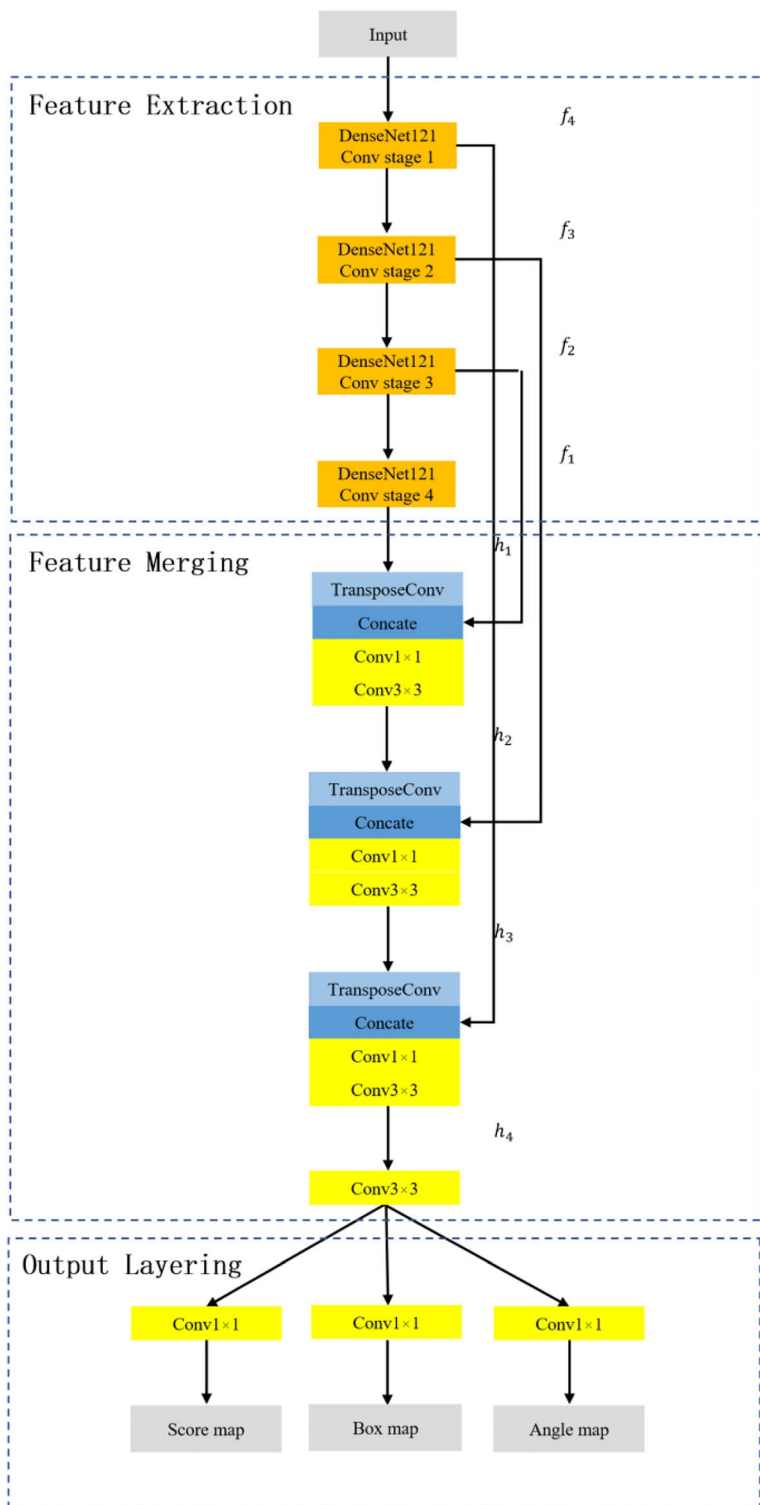 Input
Feature Extraction
f₄
DenseNet121
Conv stage 1
f₃
DenseNet121
Conv stage 2
f₂
DenseNet121
Conv stage 3
f₁
DenseNet121
Conv stage 4
h₁
Feature Merging
TransposeConv
Concate
Conv1×1
Conv3×3
h₂
TransposeConv
Concate
Conv1×1
Conv3×3
h₃
TransposeConv
Concate
Conv1×1
Conv3×3
h₄
Conv3×3
Output Layering
Conv1×1
Conv1×1
Conv1×1
Score map
Box map
Angle map